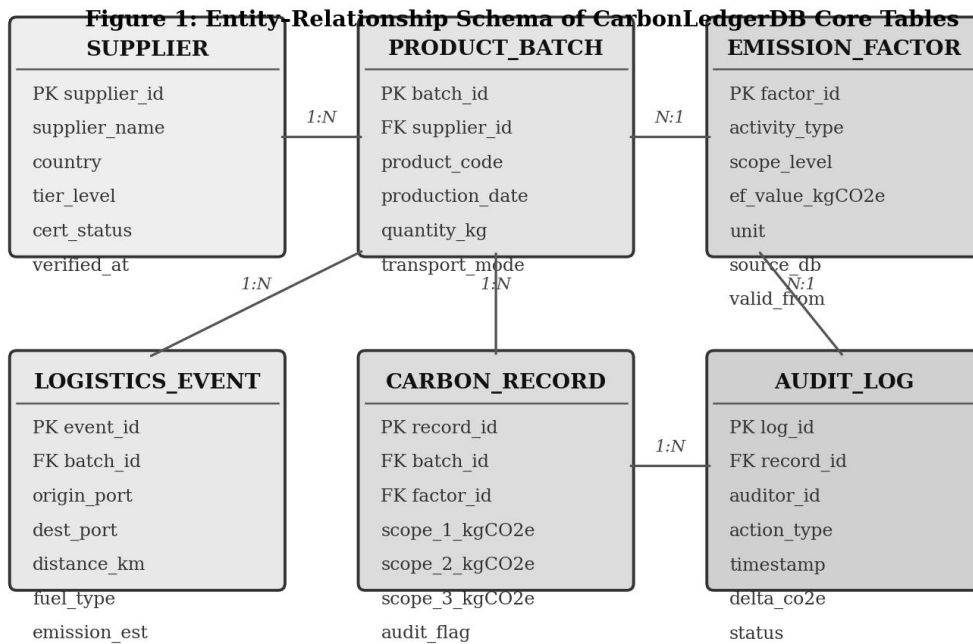 Figure 1: Entity-Relationship Schema of CarbonLedgerDB Core Tables
SUPPLIER
PK supplier_id
supplier_name
country
tier_level
cert_status
verified_at
1:N
PRODUCT_BATCH
PK batch_id
FK supplier_id
product_code
production_date
quantity_kg
transport_mode
N:1
EMISSION_FACTOR
PK factor_id
activity_type
scope_level
ef_value_kgCO2e
unit
source_db
valid_from
1:N
1:N
N:1
LOGISTICS_EVENT
PK event_id
FK batch_id
origin_port
dest_port
distance_km
fuel_type
emission_est
CARBON_RECORD
PK record_id
FK batch_id
FK factor_id
scope_1_kgCO2e
scope_2_kgCO2e
scope_3_kgCO2e
audit_flag
1:N
AUDIT_LOG
PK log_id
FK record_id
auditor_id
action_type
timestamp
delta_co2e
status